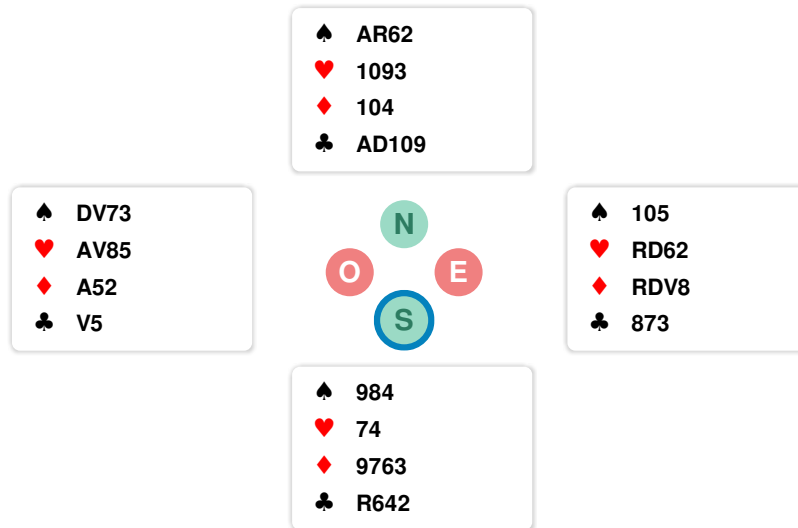 ♠ AR62
♥ 1093
♦ 104
♣ AD109
♠ DV73
♥ AV85
♦ A52
♣ V5
N
O E
S
♠ 105
♥ RD62
♦ RDV8
♣ 873
♠ 984
♥ 74
♦ 9763
♣ R642